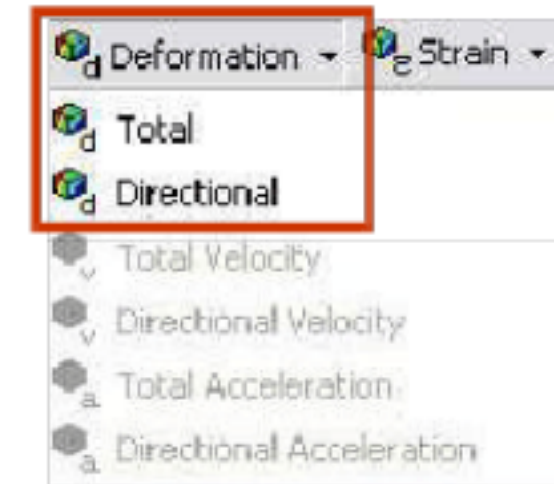 d Deformation ε Strain
d Total
d Directional
v Total Velocity
v Directional Velocity
a Total Acceleration
a Directional Acceleration